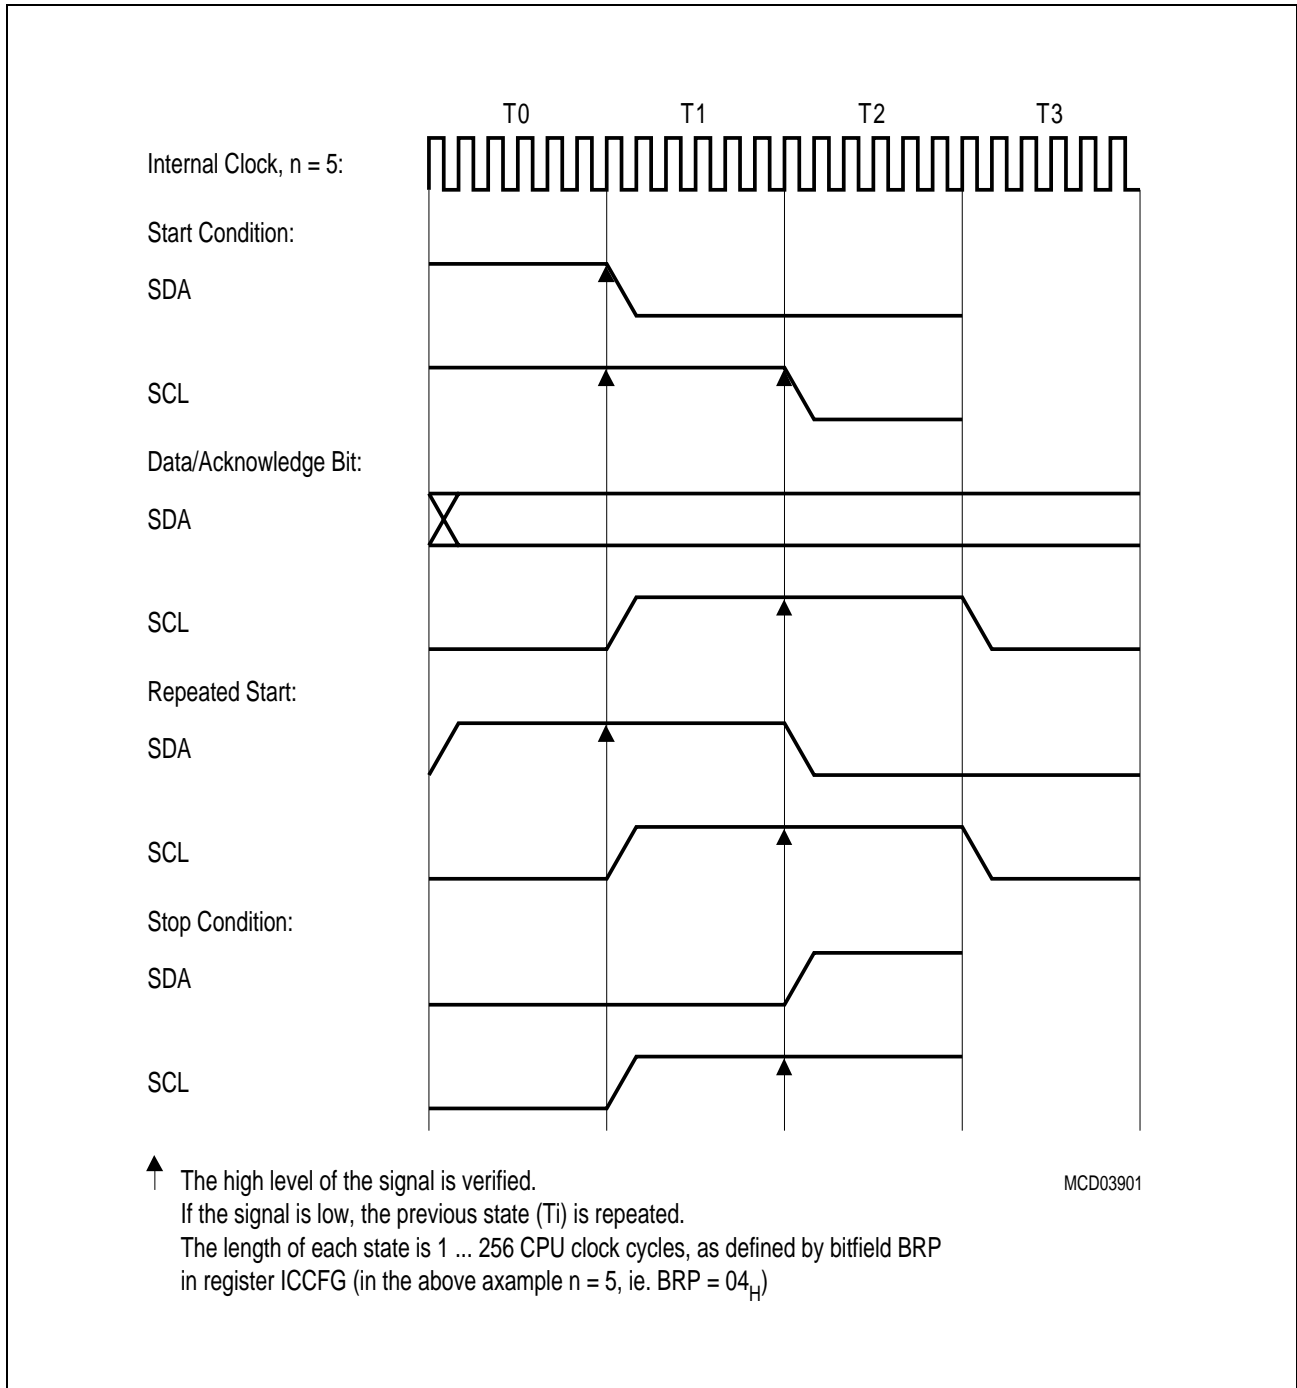 T0 T1 T2 T3
Internal Clock, n = 5:
Start Condition:
SDA
SCL
Data/Acknowledge Bit:
SDA
SCL
Repeated Start:
SDA
SCL
Stop Condition:
SDA
SCL
The high level of the signal is verified.
MCD03901
If the signal is low, the previous state (Ti) is repeated.
The length of each state is 1 ... 256 CPU clock cycles, as defined by bitfield BRP
in register ICCFG (in the above axample n = 5, ie. BRP = 04H)